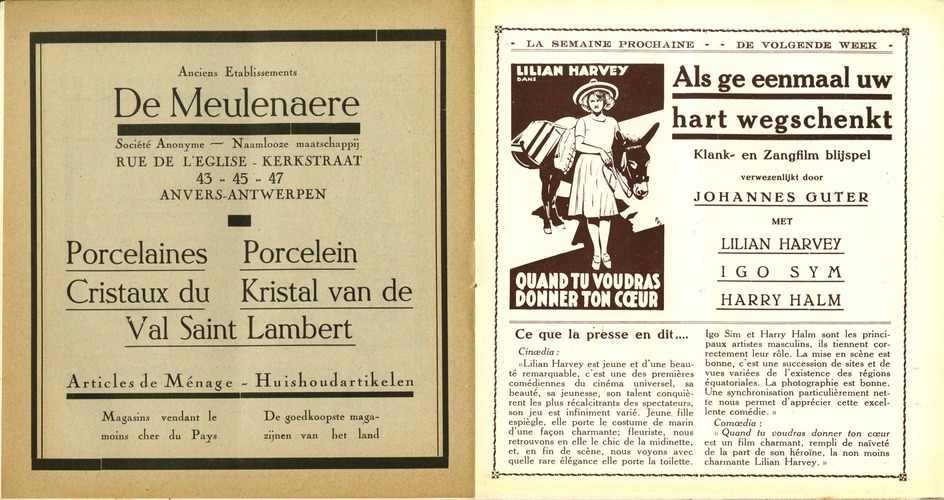 Anciens Etablissements
De Meulenaere
Société Anonyme — Naamlooze maatschappij
RUE DE L'EGLISE - KERKSTRAAT
43 - 45 - 47
ANVERS-ANTWERPEN
Porcelaines Porcelein
Cristaux du Kristal van de
Val Saint Lambert
Articles de Ménage - Huishoudartikelen
Magasins vendant le
moins cher du Pays
De goedkoopste maga-
zijnen van het land
- LA SEMAINE PROCHAINE - - DE VOLGENDE WEEK -
LILIAN HARVEY
DANS
QUAND TU VOUDRAS
DONNER TON CŒUR
Als ge eenmaal uw
hart wegschenkt
Klank- en Zangfilm blijspel
verwezenlijkt door
JOHANNES GUTER
MET
LILIAN HARVEY
IGO SYM
HARRY HALM
Ce que la presse en dit....
Cinœdia :
«Lilian Harvey est jeune et d'une beau-
té remarquable, c'est une des premières
comédiennes du cinéma universel, sa
beauté, sa jeunesse, son talent conquiè-
rent les plus récalcitrants des spectateurs,
son jeu est infiniment varié. Jeune fille
espiègle, elle porte le costume de marin
d'une façon charmante; fleuriste, nous
retrouvons en elle le chic de la midinette,
et, en fin de scène, nous voyons avec
quelle rare élégance elle porte la toilette.
Igo Sim et Harry Halm sont les princi-
paux artistes masculins, ils tiennent cor-
rectement leur rôle. La mise en scène est
bonne, c'est une succession de sites et de
vues variées de l'existence des régions
équatoriales. La photographie est bonne.
Une synchronisation particulièrement net-
te nous permet d'apprécier cette excel-
lente comédie. »
Comœdia :
« Quand tu voudras donner ton cœur
est un film charmant, rempli de naïveté
de la part de son héroïne, la non moins
charmante Lilian Harvey. »